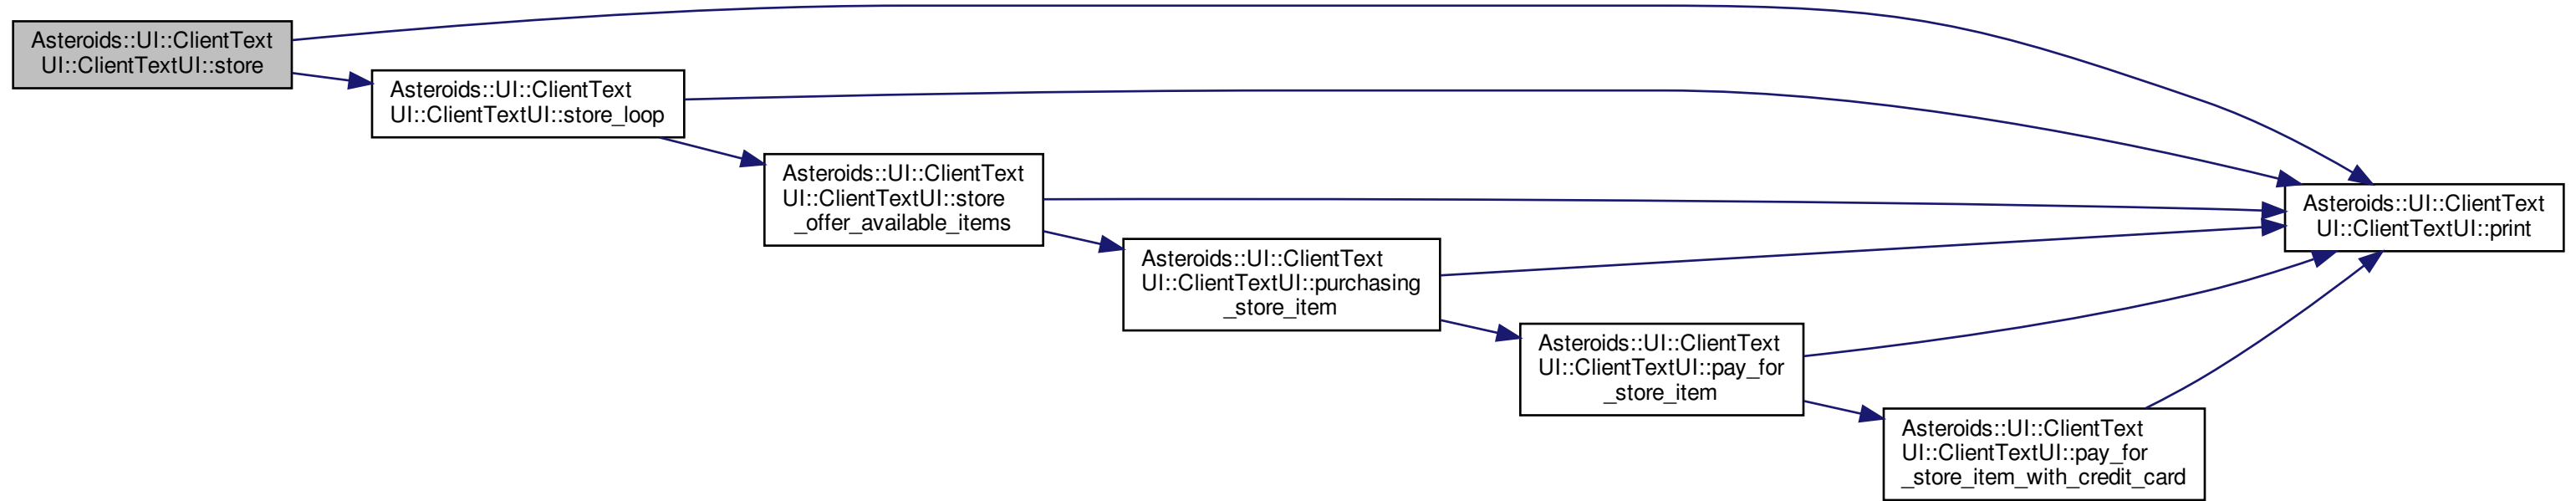 Asteroids::UI::ClientText
UI::ClientTextUI::store
Asteroids::UI::ClientText
UI::ClientTextUI::store_loop
Asteroids::UI::ClientText
UI::ClientTextUI::store
_offer_available_items
Asteroids::UI::ClientText
UI::ClientTextUI::purchasing
_store_item
Asteroids::UI::ClientText
UI::ClientTextUI::pay_for
_store_item
Asteroids::UI::ClientText
UI::ClientTextUI::pay_for
_store_item_with_credit_card
Asteroids::UI::ClientText
UI::ClientTextUI::print